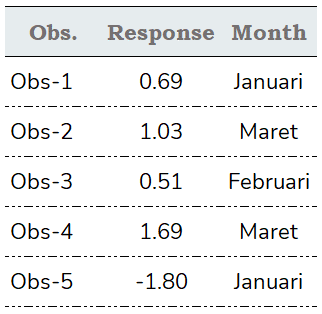 Obs. Response Month
Obs-1 0.69 Januari
Obs-2 1.03 Maret
Obs-3 0.51 Februari
Obs-4 1.69 Maret
Obs-5 -1.80 Januari